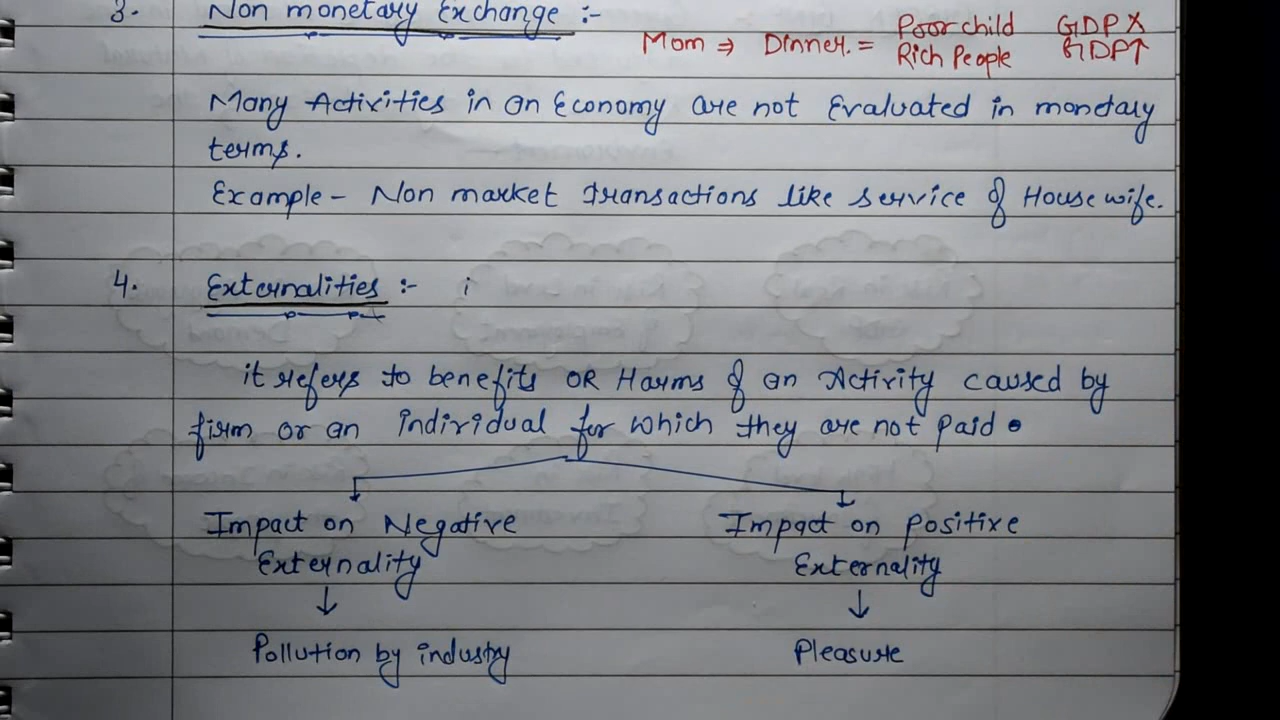 3. Non monetary Exchange :-
Mom ⇒ Dinner. = Poor child GDP X
Rich People GDP↑
Many Activities in an Economy are not Evaluated in monetary
terms.
Example - Non market transactions like service of Housewife.
4. Externalities :- i
it refers to benefits OR Harms of an Activity caused by
firm or an individual for which they are not paid •
Impact on Negative Impact on positive
Externality Externality
↓ ↓
Pollution by industry Pleasure